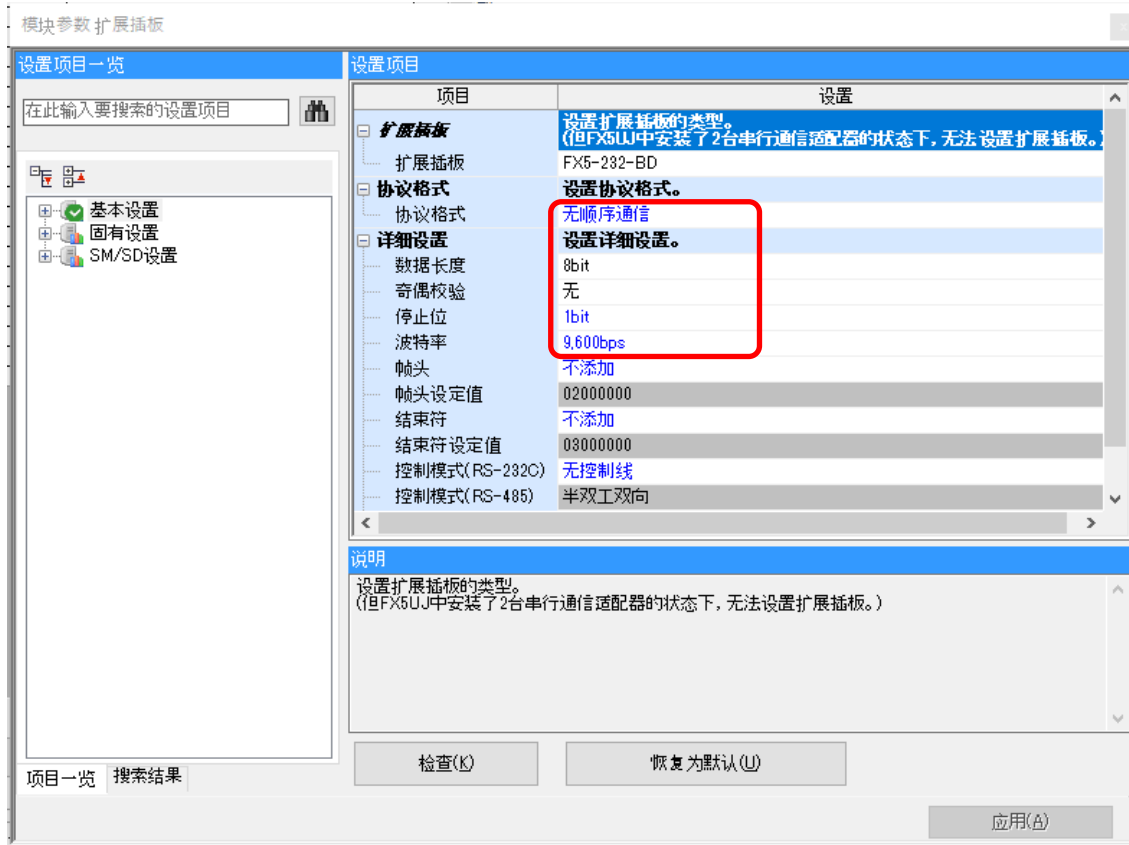 模块参数 扩展插板
设置项目一览
在此输入要搜索的设置项目
基本设置
固有设置
SM/SD设置
项目一览 搜索结果
设置项目
项目 设置
扩展插板 设置扩展插板的类型。
(但FX5UJ中安装了2台串行通信适配器的状态下,无法设置扩展插板。)
扩展插板 FX5-232-BD
协议格式 设置协议格式。
协议格式 无顺序通信
详细设置 设置详细设置。
数据长度 8bit
奇偶校验 无
停止位 1bit
波特率 9,600bps
帧头 不添加
帧头设定值 02000000
结束符 不添加
结束符设定值 03000000
控制模式(RS-232C) 无控制线
控制模式(RS-485) 半双工双向
说明
设置扩展插板的类型。
(但FX5UJ中安装了2台串行通信适配器的状态下,无法设置扩展插板。)
检查(K) 恢复为默认(U)
应用(A)